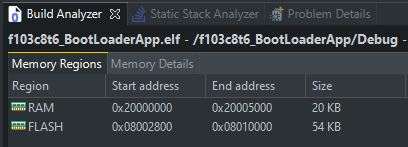 Build Analyzer Static Stack Analyzer Problem Details
f103c8t6_BootLoaderApp.elf - /f103c8t6_BootLoaderApp/Debug -
Memory Regions Memory Details
Region Start address End address Size
RAM 0x20000000 0x20005000 20 KB
FLASH 0x08002800 0x08010000 54 KB